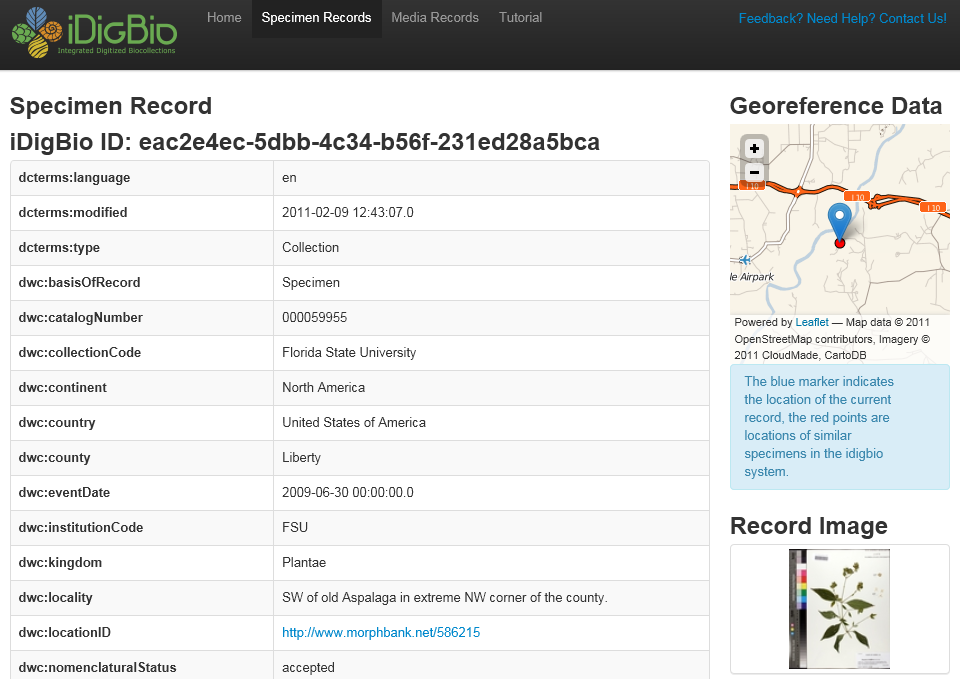 iDigBio
Integrated Digitized Biocollections
Home Specimen Records Media Records Tutorial
Feedback? Need Help? Contact Us!
Specimen Record
iDigBio ID: eac2e4ec-5dbb-4c34-b56f-231ed28a5bca
dcterms:language en
dcterms:modified 2011-02-09 12:43:07.0
dcterms:type Collection
dwc:basisOfRecord Specimen
dwc:catalogNumber 000059955
dwc:collectionCode Florida State University
dwc:continent North America
dwc:country United States of America
dwc:county Liberty
dwc:eventDate 2009-06-30 00:00:00.0
dwc:institutionCode FSU
dwc:kingdom Plantae
dwc:locality SW of old Aspalaga in extreme NW corner of the county.
dwc:locationID http://www.morphbank.net/586215
dwc:nomenclaturalStatus accepted
Georeference Data
+
−
I 10
I 10
I 10
le Airpark
Powered by Leaflet — Map data © 2011
OpenStreetMap contributors, Imagery ©
2011 CloudMade, CartoDB
The blue marker indicates
the location of the current
record, the red points are
locations of similar
specimens in the idigbio
system.
Record Image